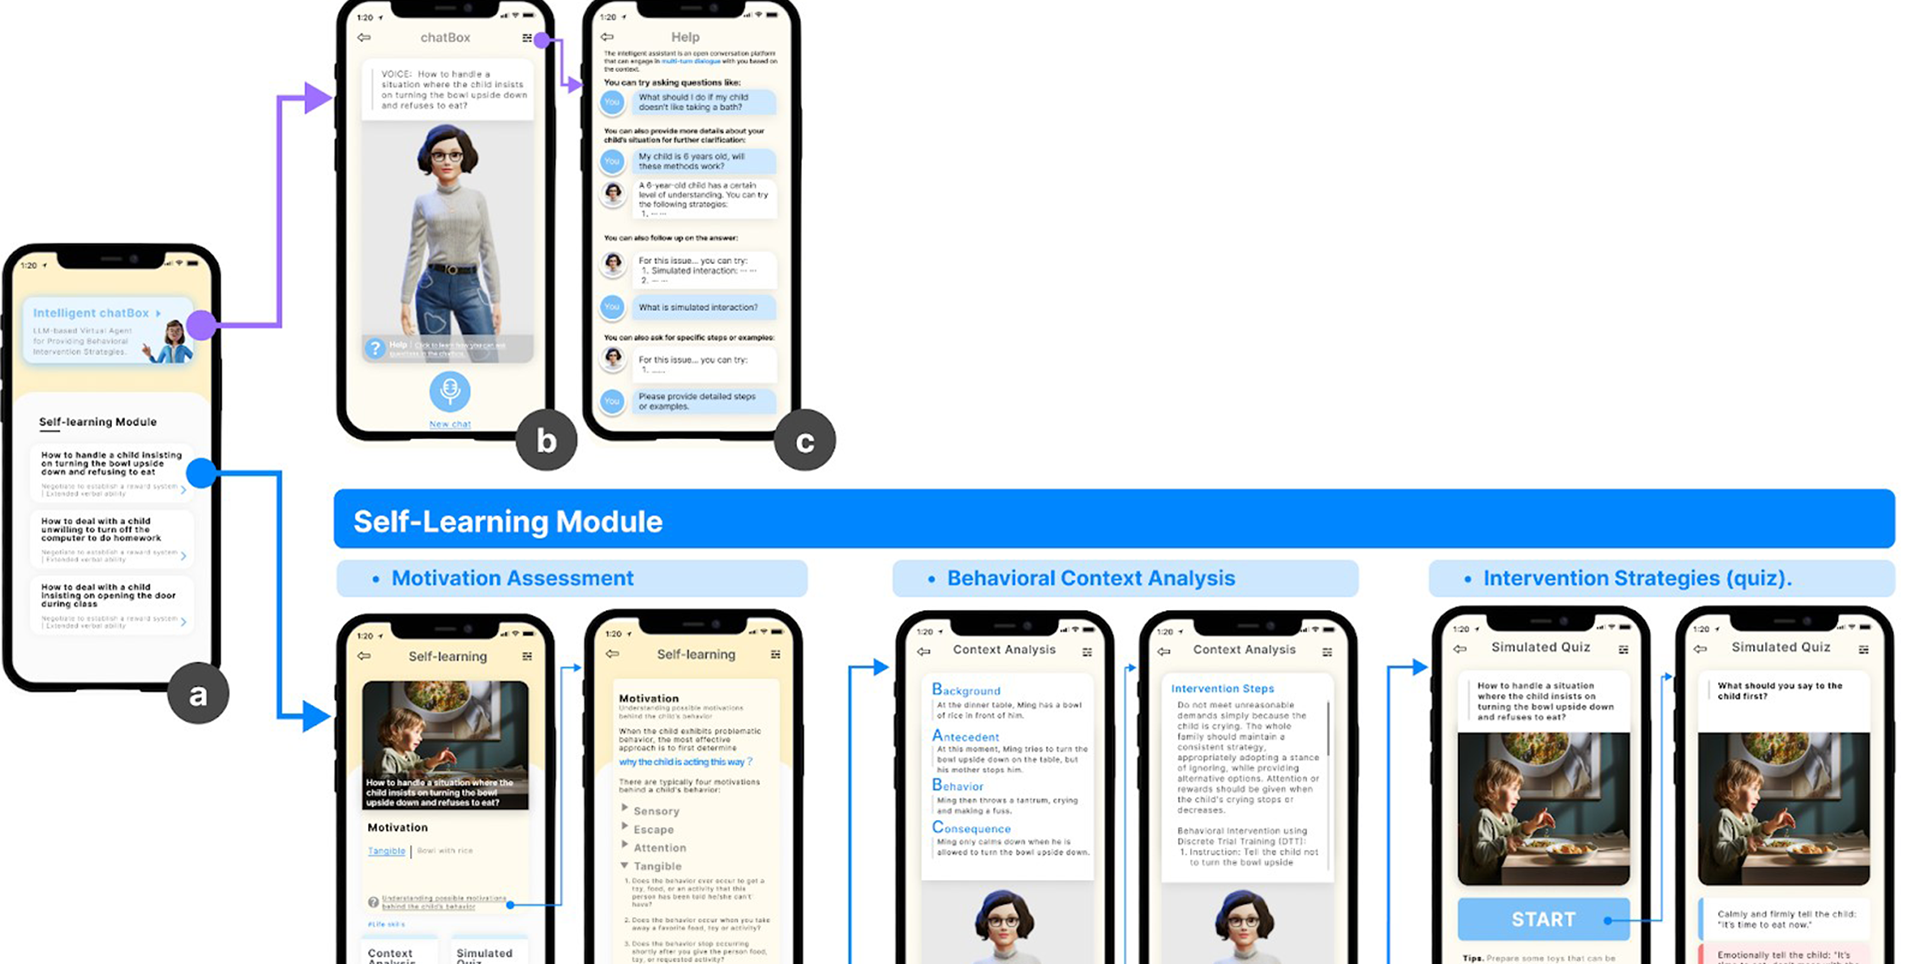 1:20
Intelligent chatBox
LLM-based Virtual Agent
for Providing Behavioral
Intervention Strategies.
Self-learning Module
How to handle a child insisting
on turning the bowl upside
down and refusing to eat
Negotiate to establish a reward system
| Extended verbal ability
How to deal with a child
unwilling to turn off the
computer to do homework
Negotiate to establish a reward system
| Extended verbal ability
How to deal with a child
insisting on opening the door
during class
Negotiate to establish a reward system
| Extended verbal ability
a
1:20
chatBox
VOICE: How to handle a
situation where the child insists
on turning the bowl upside down
and refuses to eat?
? Help | Click to learn how you can ask
questions in the chatbox.
New chat
b
1:20
Help
The intelligent assistant is an open conversation platform
that can engage in multi-turn dialogue with you based on
the context.
You can try asking questions like:
You
What should I do if my child
doesn't like taking a bath?
You can also provide more details about your
child's situation for further clarification:
You
My child is 6 years old, will
these methods work?
A 6-year-old child has a certain
level of understanding. You can try
the following strategies:
1. ... ...
You can also follow up on the answer:
For this issue... you can try:
1. Simulated interaction: ... ...
2. ... ...
You
What is simulated interaction?
You can also ask for specific steps or examples:
For this issue... you can try:
1. ......
You
Please provide detailed steps
or examples.
c
Self-Learning Module
• Motivation Assessment
• Behavioral Context Analysis
• Intervention Strategies (quiz).
1:20
Self-learning
How to handle a situation where the
child insists on turning the bowl
upside down and refuses to eat?
Motivation
Tangible | Bowl with rice
? Understanding possible motivations
behind the child's behavior
#Life skills
Context
Analysis
Simulated
Quiz
1:20
Self-learning
Motivation
Understanding possible motivations
behind the child's behavior
When the child exhibits problematic
behavior, the most effective
approach is to first determine
why the child is acting this way ?
There are typically four motivations
behind a child's behavior:
Sensory
Escape
Attention
Tangible
1. Does the behavior ever occur to get a
toy, food, or an activity that this
person has been told he/she can't
have?
2. Does the behavior occur when you take
away a favorite food, toy or activity?
3. Does the behavior stop occurring
shortly after you give the person food,
toy, or requested activity?
1:20
Context Analysis
Background
At the dinner table, Ming has a bowl
of rice in front of him.
Antecedent
At this moment, Ming tries to turn the
bowl upside down on the table, but
his mother stops him.
Behavior
Ming then throws a tantrum, crying
and making a fuss.
Consequence
Ming only calms down when he is
allowed to turn the bowl upside down.
1:20
Context Analysis
Intervention Steps
Do not meet unreasonable
demands simply because the
child is crying. The whole
family should maintain a
consistent strategy,
appropriately adopting a stance
of ignoring, while providing
alternative options. Attention or
rewards should be given when
the child's crying stops or
decreases.
Behavioral Intervention using
Discrete Trial Training (DTT):
1. Instruction: Tell the child not
to turn the bowl upside
1:20
Simulated Quiz
How to handle a situation
where the child insists on
turning the bowl upside down
and refuses to eat?
START
Tips. Prepare some toys that can be
1:20
Simulated Quiz
What should you say to the
child first?
Calmly and firmly tell the child:
"It's time to eat now."
Emotionally tell the child: "It's